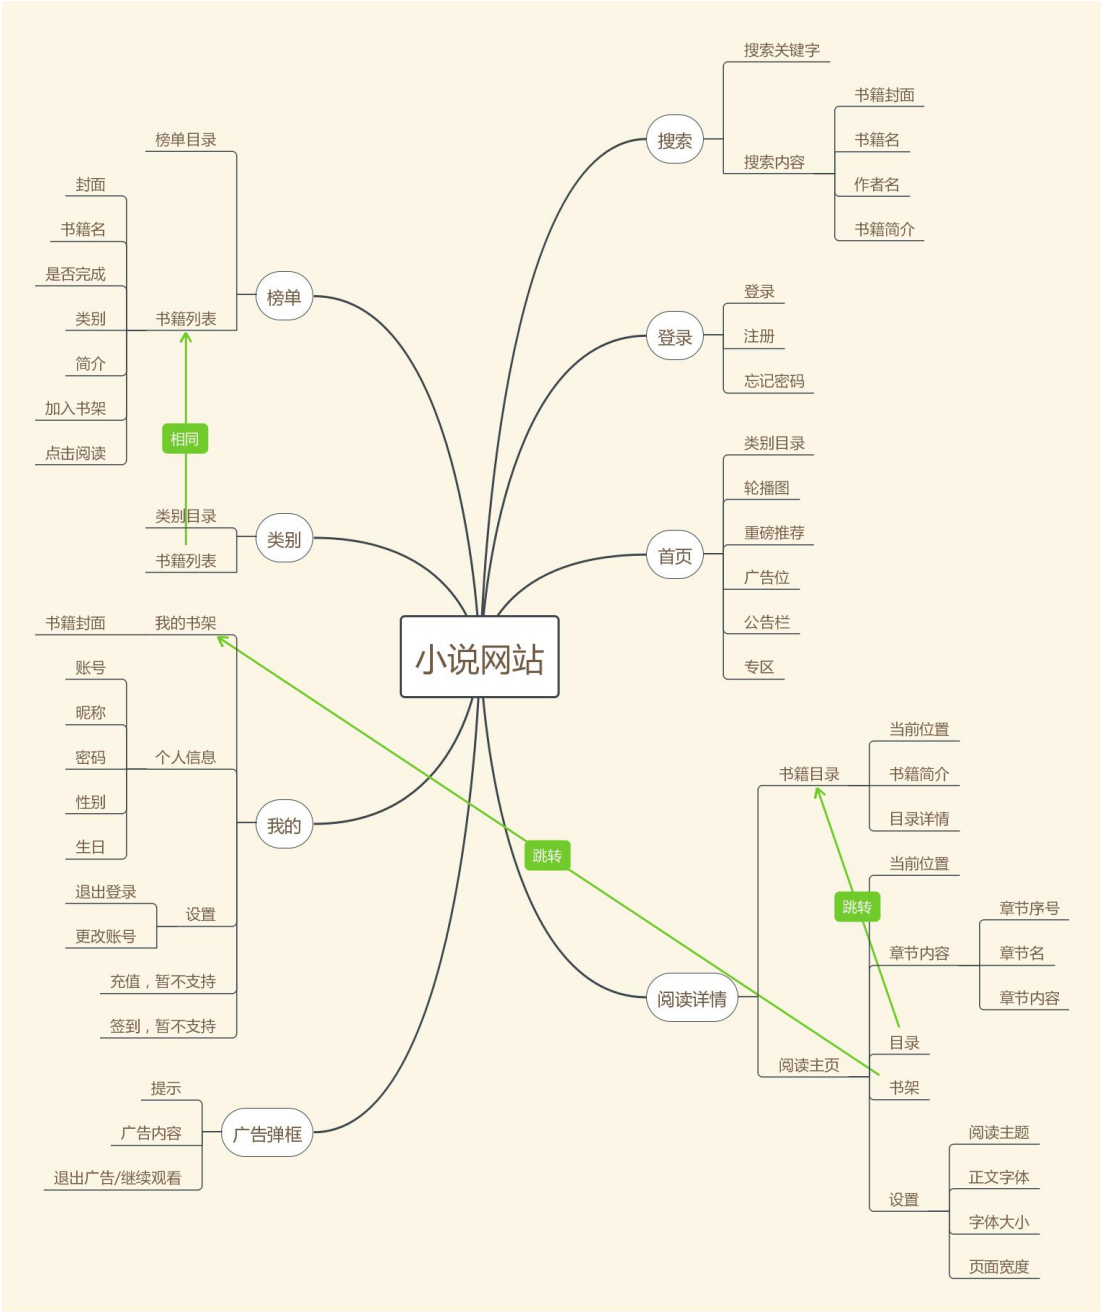 小说网站
搜索
搜索关键字
搜索内容
书籍封面
书籍名
作者名
书籍简介
登录
登录
注册
忘记密码
首页
类别目录
轮播图
重磅推荐
广告位
公告栏
专区
阅读详情
书籍目录
当前位置
书籍简介
目录详情
阅读主页
当前位置
章节内容
章节序号
章节名
章节内容
目录
书架
设置
阅读主题
正文字体
字体大小
页面宽度
跳转
跳转
榜单
榜单目录
书籍列表
封面
书籍名
是否完成
类别
简介
加入书架
点击阅读
相同
类别
类别目录
书籍列表
我的
我的书架
书籍封面
个人信息
账号
昵称
密码
性别
生日
设置
退出登录
更改账号
充值，暂不支持
签到，暂不支持
广告弹框
提示
广告内容
退出广告/继续观看